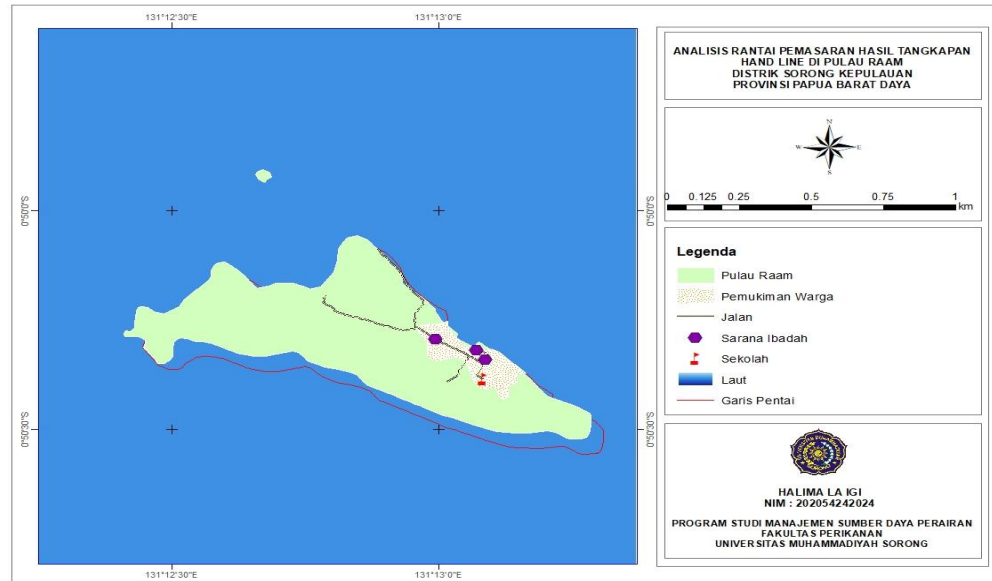 131°12'30"E
131°13'0"E
0°50'0"S
0°50'0"S
0°50'30"S
0°50'30"S
131°12'30"E
131°13'0"E
ANALISIS RANTAI PEMASARAN HASIL TANGKAPAN
HAND LINE DI PULAU RAAM
DISTRIK SORONG KEPULAUAN
PROVINSI PAPUA BARAT DAYA
N
W
E
S
0 0.125 0.25 0.5 0.75 1
km
Legenda
Pulau Raam
Pemukiman Warga
Jalan
Sarana Ibadah
Sekolah
Laut
Garis Pentai
HALIMA LA IGI
NIM : 202054242024
PROGRAM STUDI MANAJEMEN SUMBER DAYA PERAIRAN
FAKULTAS PERIKANAN
UNIVERSITAS MUHAMMADIYAH SORONG